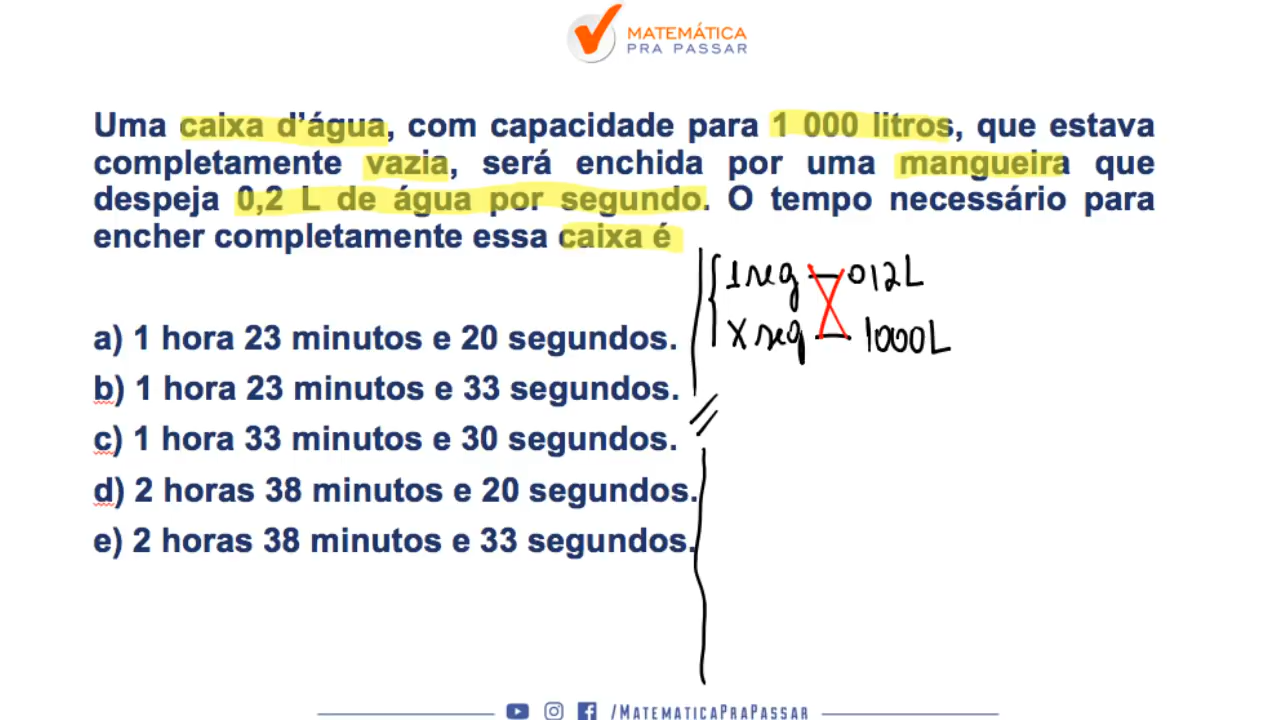 MATEMÁTICA
PRA PASSAR
Uma caixa d'água, com capacidade para 1 000 litros, que estava
completamente vazia, será enchida por uma mangueira que
despeja 0,2 L de água por segundo. O tempo necessário para
encher completamente essa caixa é
1 seg — 0,2L
X seg — 1000L
a) 1 hora 23 minutos e 20 segundos.
b) 1 hora 23 minutos e 33 segundos.
c) 1 hora 33 minutos e 30 segundos.
d) 2 horas 38 minutos e 20 segundos.
e) 2 horas 38 minutos e 33 segundos.
/MATEMATICAPRAPASSAR